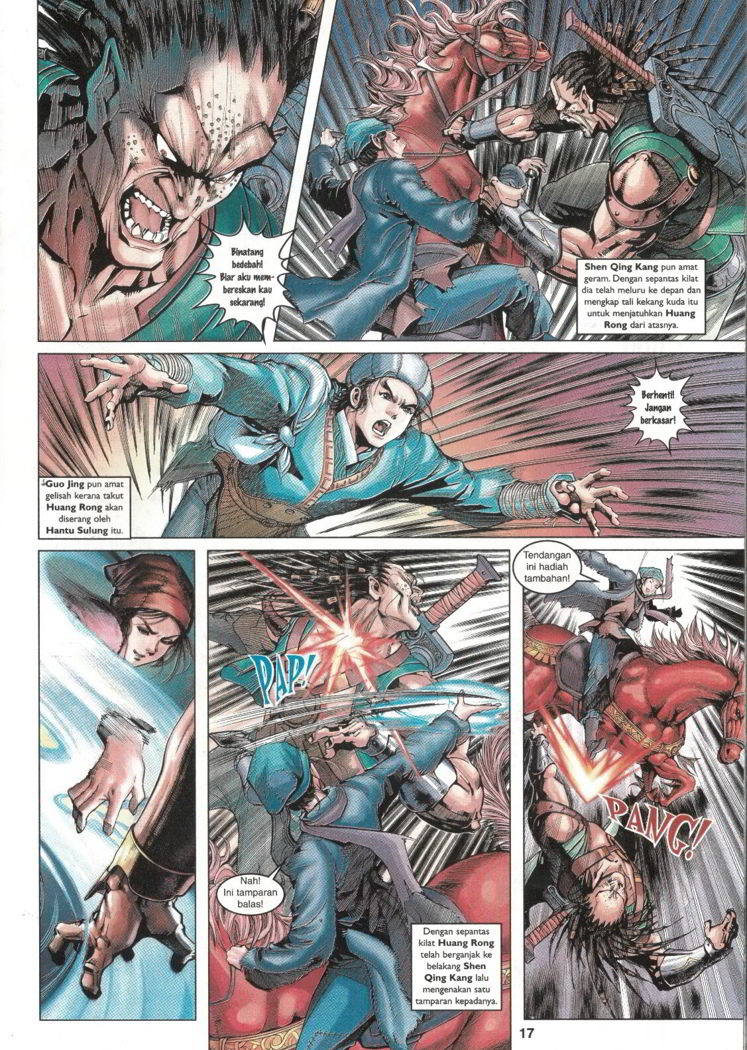 Binatang
bedebah!
Biar aku mem-
bereskan kau
sekarang!
Shen Qing Kang pun amat
geram. Dengan sepantas kilat
dia telah meluru ke depan dan
mengkap tali kekang kuda itu
untuk menjatuhkan Huang
Rong dari atasnya.
Berhenti!
Jangan
berkasar!
Guo Jing pun amat
gelisah kerana takut
Huang Rong akan
diserang oleh
Hantu Sulung itu.
PAP!
Nah!
Ini tamparan
balas!
Dengan sepantas
kilat Huang Rong
telah berganjak ke
belakang Shen
Qing Kang lalu
mengenakan satu
tamparan kepadanya.
Tendangan
ini hadiah
tambahan!
PANG!
17